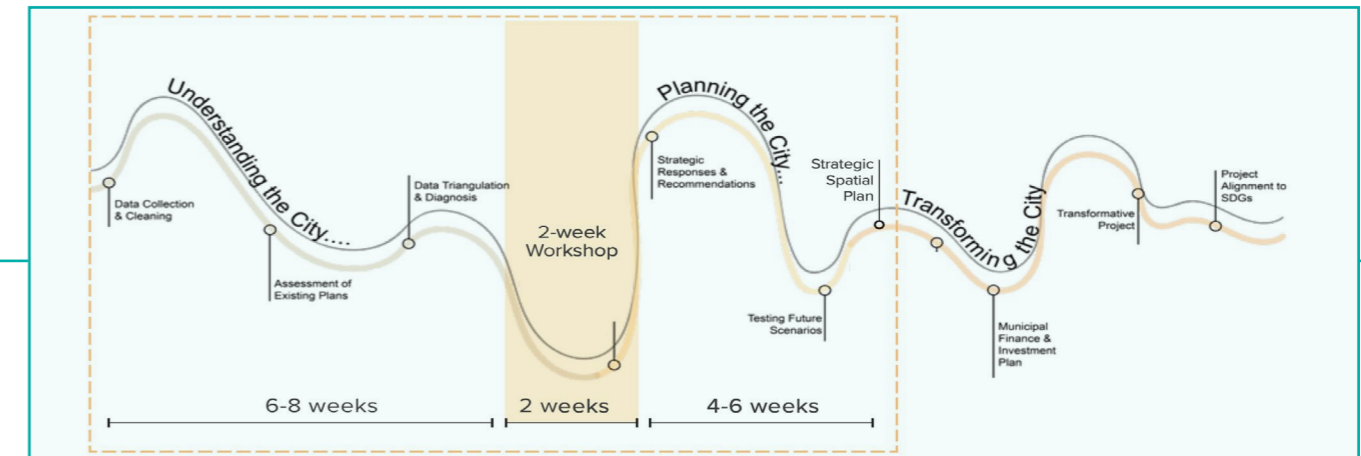 Understanding the City....
Data Collection
& Cleaning
Assessment of
Existing Plans
Data Triangulation
& Diagnosis
2-week
Workshop
Planning the City...
Strategic
Responses &
Recommendations
Testing Future
Scenarios
Strategic
Spatial
Plan
Transforming the City
Municipal
Finance &
Investment
Plan
Transformative
Project
Project
Alignment to
SDGs
6-8 weeks
2 weeks
4-6 weeks